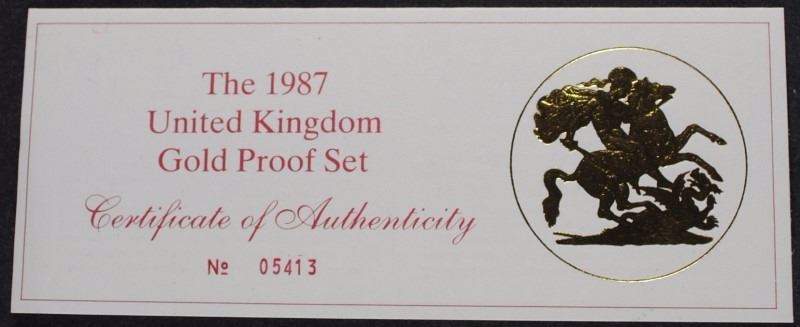 The 1987
United Kingdom
Gold Proof Set
Certificate of Authenticity
№ 05413